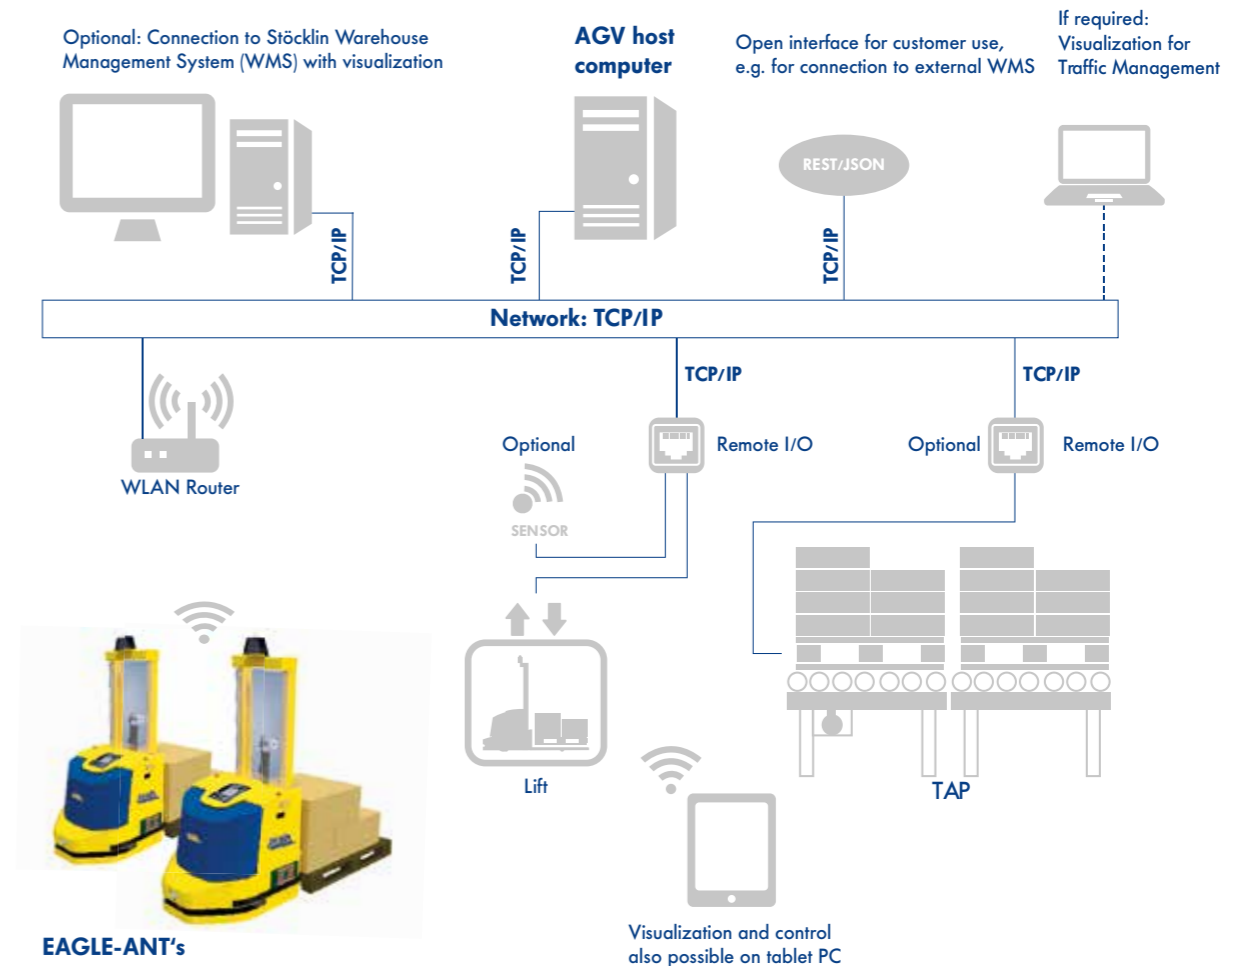 Optional: Connection to Stöcklin Warehouse
Management System (WMS) with visualization
AGV host
computer
Open interface for customer use,
e.g. for connection to external WMS
If required:
Visualization for
Traffic Management
REST/JSON
TCP/IP
TCP/IP
TCP/IP
Network: TCP/IP
TCP/IP
TCP/IP
WLAN Router
Optional
Remote I/O
Optional
Remote I/O
SENSOR
Lift
TAP
EAGLE-ANT‘s
Visualization and control
also possible on tablet PC